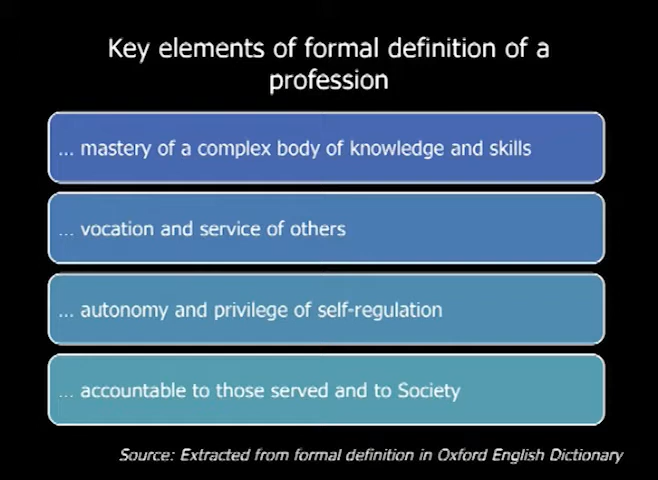 Key elements of formal definition of a
profession
... mastery of a complex body of knowledge and skills
... vocation and service of others
... autonomy and privilege of self-regulation
... accountable to those served and to Society
Source: Extracted from formal definition in Oxford English Dictionary